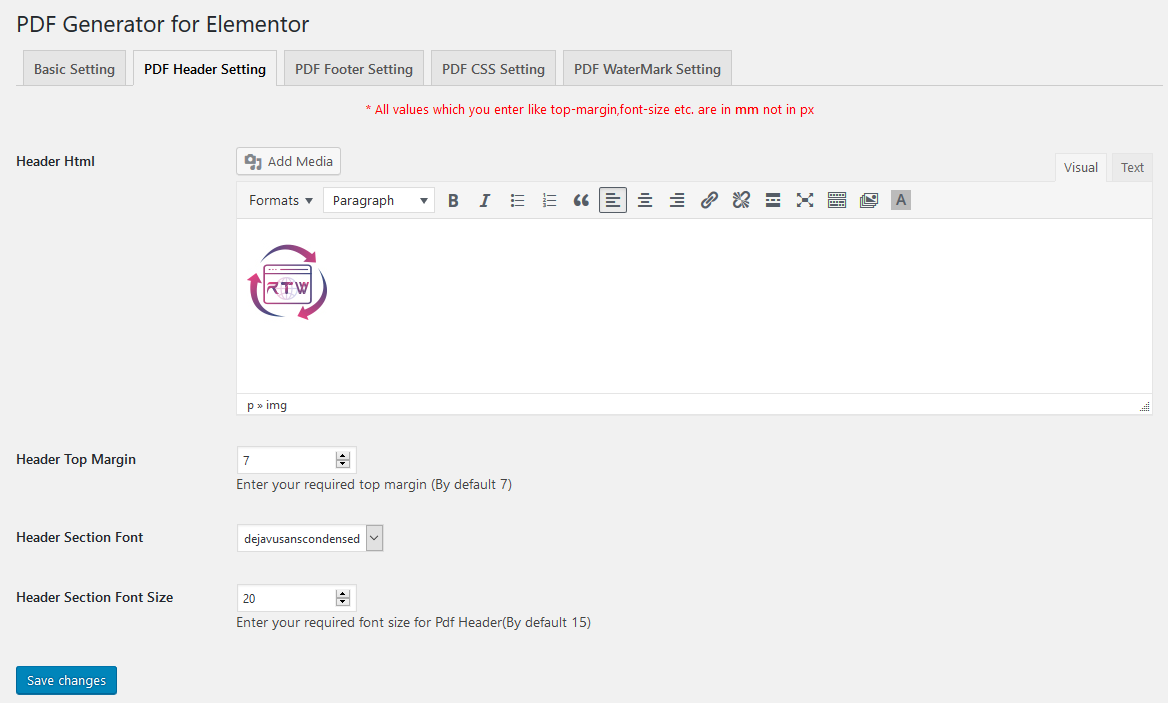 PDF Generator for Elementor
Basic Setting PDF Header Setting PDF Footer Setting PDF CSS Setting PDF WaterMark Setting
* All values which you enter like top-margin,font-size etc. are in mm not in px
Header Html Add Media Visual Text
Formats Paragraph B I A
RTW
p » img
Header Top Margin 7
Enter your required top margin (By default 7)
Header Section Font dejavusanscondensed
Header Section Font Size 20
Enter your required font size for Pdf Header(By default 15)
Save changes